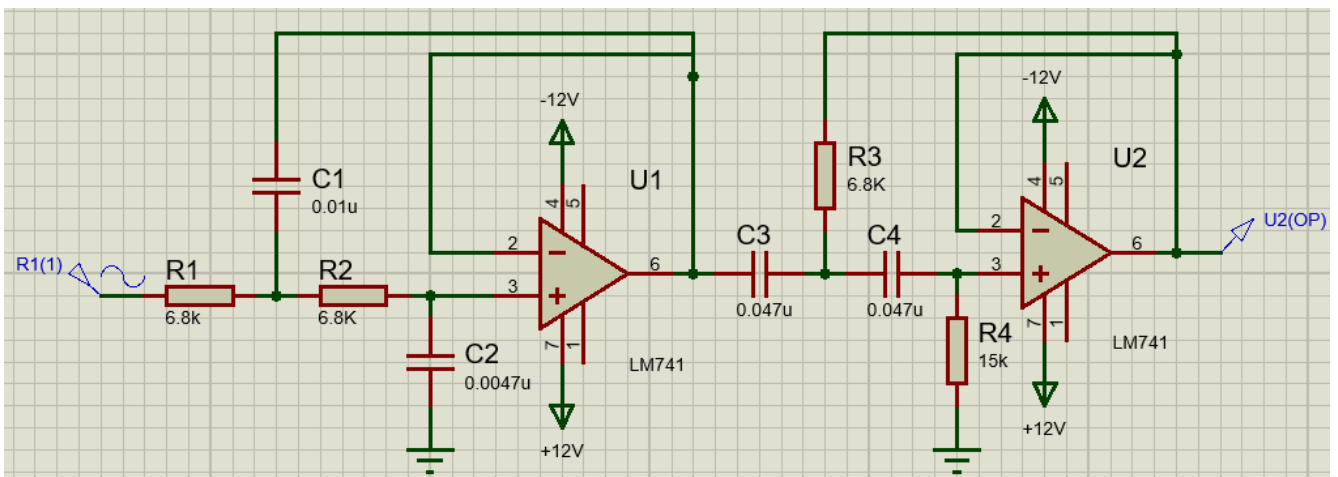 -12V
-12V
R3
6.8K
U2
U1
C1
0.01u
4
5
4
5
U2(OP)
2
2
6
C3
C4
R1(1)
R1
R2
6
3
3
6.8k
6.8K
0.047u
0.047u
7
1
7
1
C2
0.0047u
R4
15k
LM741
LM741
+12V
+12V